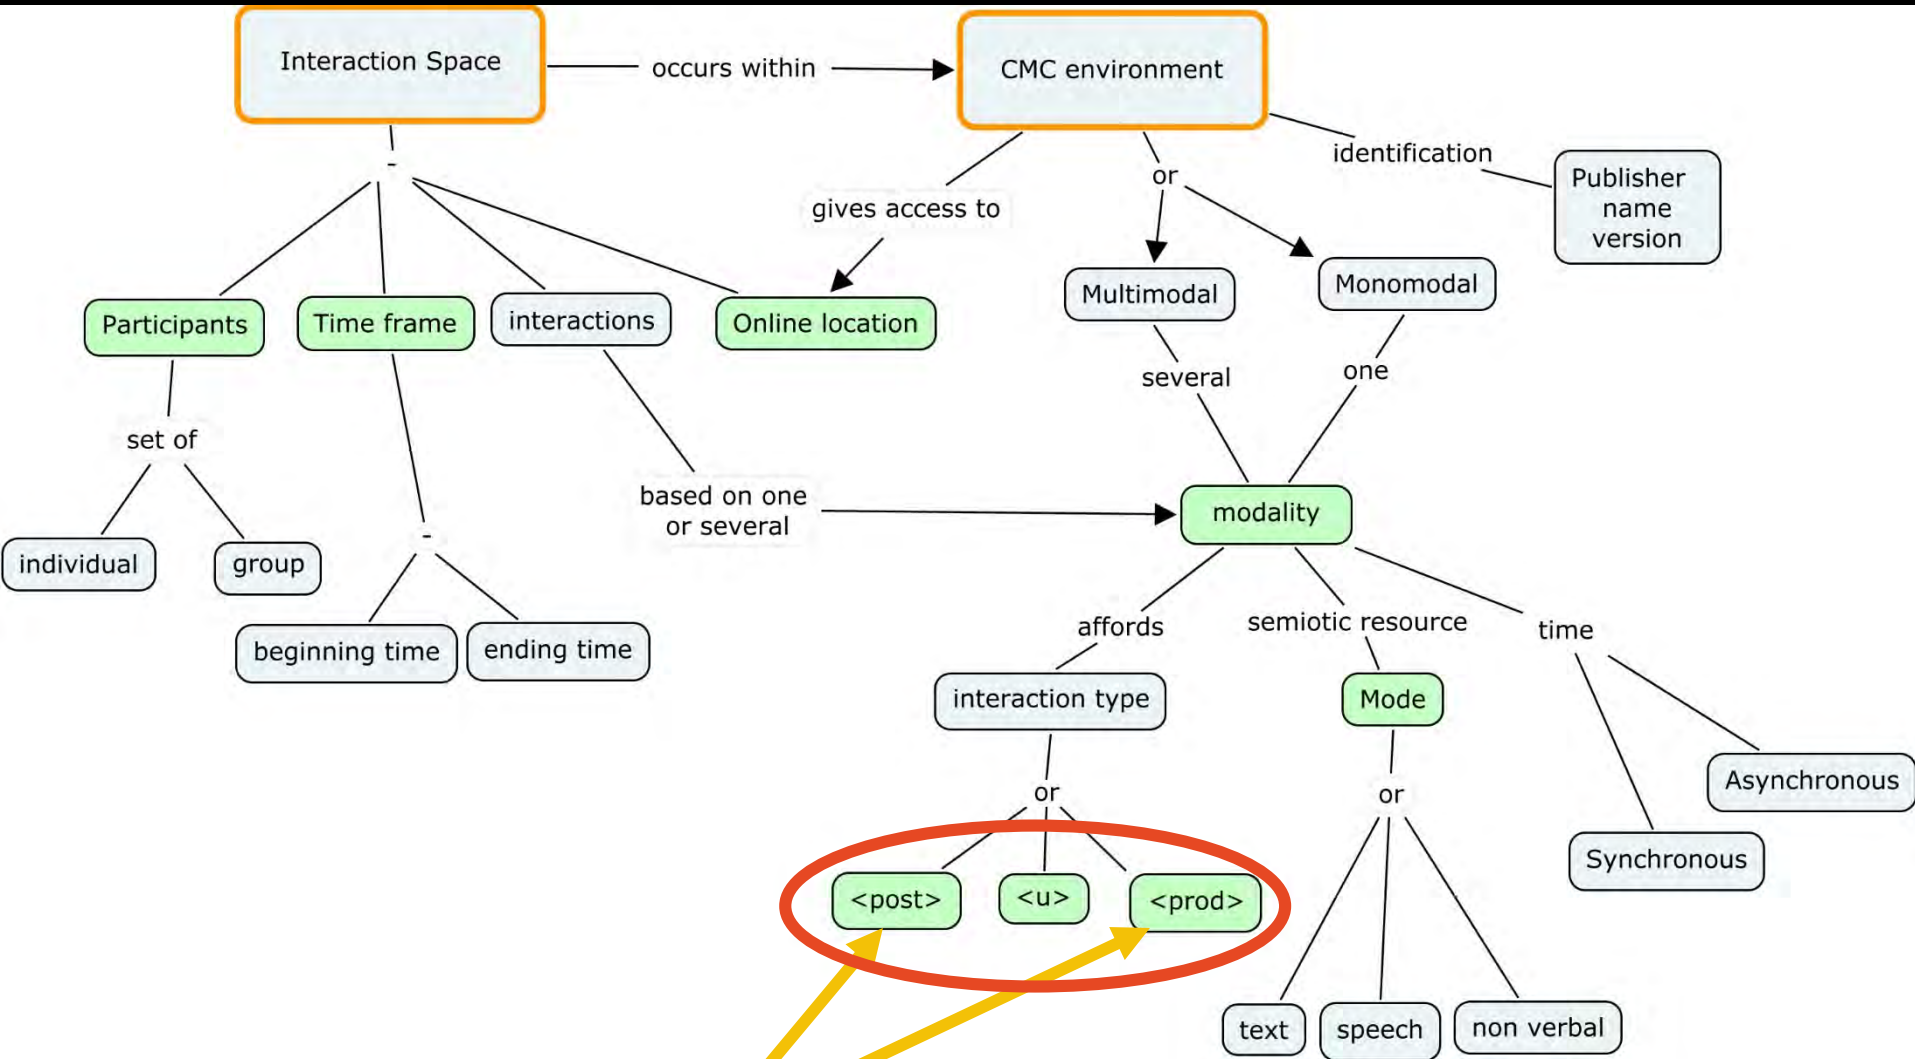 Interaction Space
occurs within
CMC environment
identification
Publisher
name
version
-
gives access to
or
Participants
Time frame
interactions
Online location
Multimodal
Monomodal
several
one
set of
based on one
or several
modality
individual
group
-
beginning time
ending time
affords
semiotic resource
time
interaction type
Mode
Asynchronous
Synchronous
or
or
<post>
<u>
<prod>
text
speech
non verbal